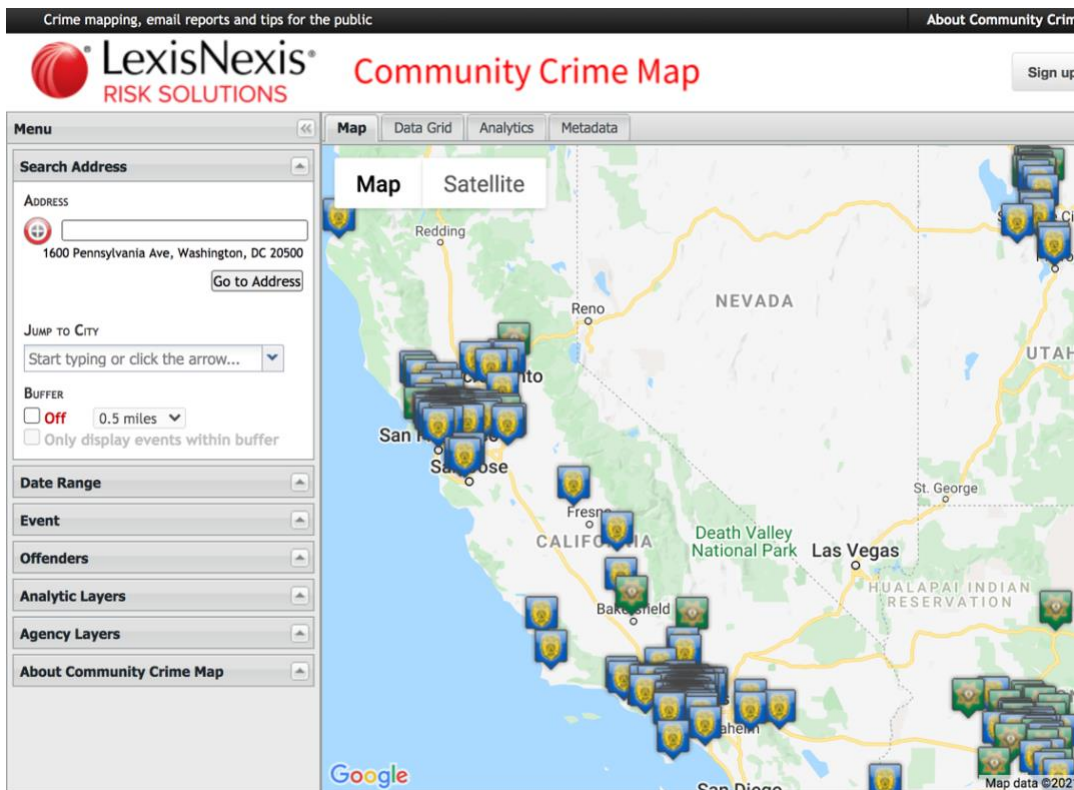 Crime mapping, email reports and tips for the public
About Community Crim
LexisNexis®
RISK SOLUTIONS
Community Crime Map
Sign up
Menu
Map
Data Grid
Analytics
Metadata
Search Address
ADDRESS
1600 Pennsylvania Ave, Washington, DC 20500
Go to Address
JUMP TO CITY
Start typing or click the arrow...
BUFFER
Off
0.5 miles
Only display events within buffer
Date Range
Event
Offenders
Analytic Layers
Agency Layers
About Community Crime Map
Map
Satellite
Redding
Reno
NEVADA
UTAH
San
St. George
Fresno
CALIFORNIA
Death Valley
National Park
Las Vegas
HUALAPAI INDIAN
RESERVATION
San Diego
Google
Map data ©202